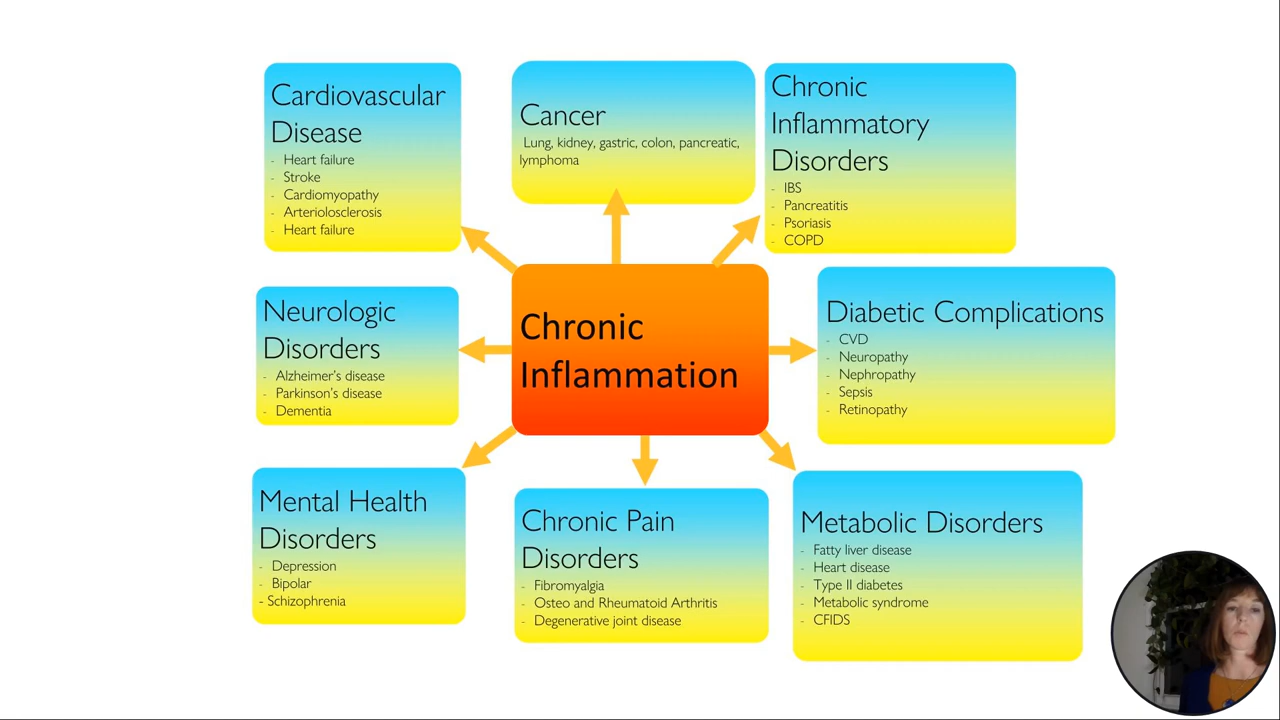 Cardiovascular
Disease
- Heart failure
- Stroke
- Cardiomyopathy
- Arteriolosclerosis
- Heart failure
Cancer
Lung, kidney, gastric, colon, pancreatic,
lymphoma
Chronic
Inflammatory
Disorders
- IBS
- Pancreatitis
- Psoriasis
- COPD
Neurologic
Disorders
- Alzheimer's disease
- Parkinson's disease
- Dementia
Chronic
Inflammation
Diabetic Complications
- CVD
- Neuropathy
- Nephropathy
- Sepsis
- Retinopathy
Mental Health
Disorders
- Depression
- Bipolar
- Schizophrenia
Chronic Pain
Disorders
- Fibromyalgia
- Osteo and Rheumatoid Arthritis
- Degenerative joint disease
Metabolic Disorders
- Fatty liver disease
- Heart disease
- Type II diabetes
- Metabolic syndrome
- CFIDS